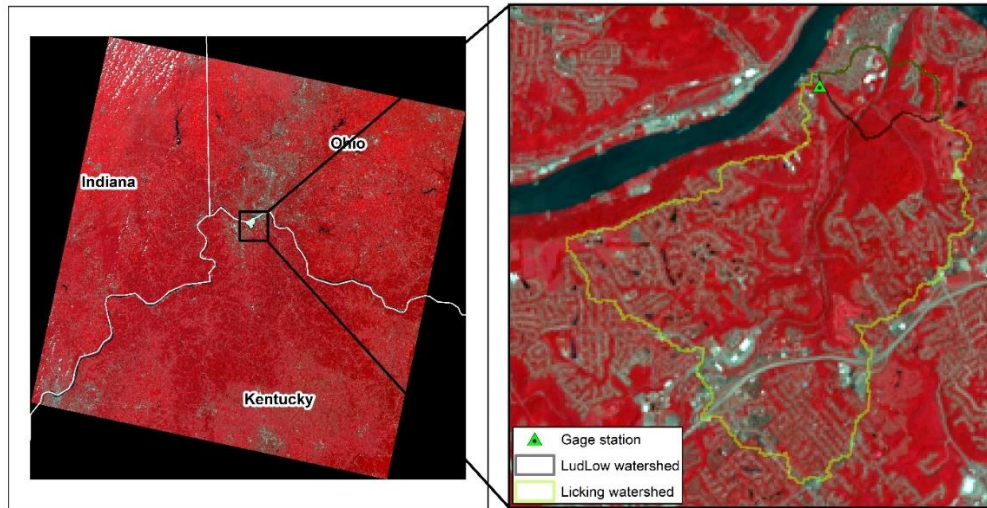 Ohio
Indiana
Kentucky
Gage station
LudLow watershed
Licking watershed